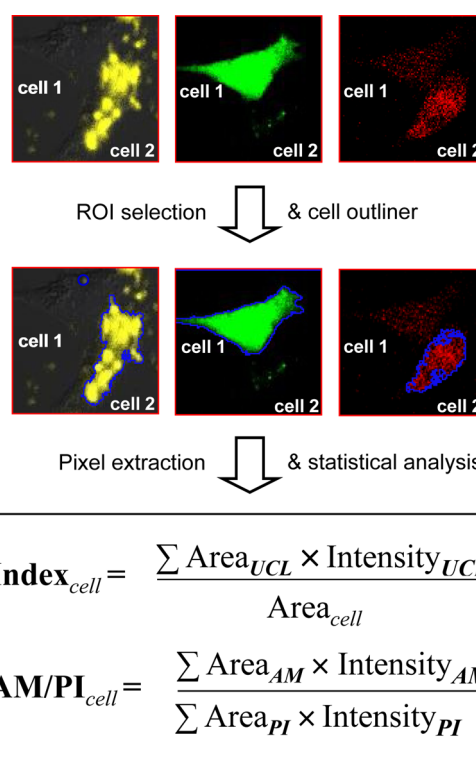 cell 1 cell 2 cell 1 cell 2 cell 1 cell 2
ROI selection & cell outliner
cell 1 cell 2 cell 1 cell 2 cell 1 cell 2
Pixel extraction & statistical analysis
Index_cell = ∑ Area_UCL × Intensity_UCL / Area_cell
AM/PI_cell = ∑ Area_AM × Intensity_AM / ∑ Area_PI × Intensity_PI